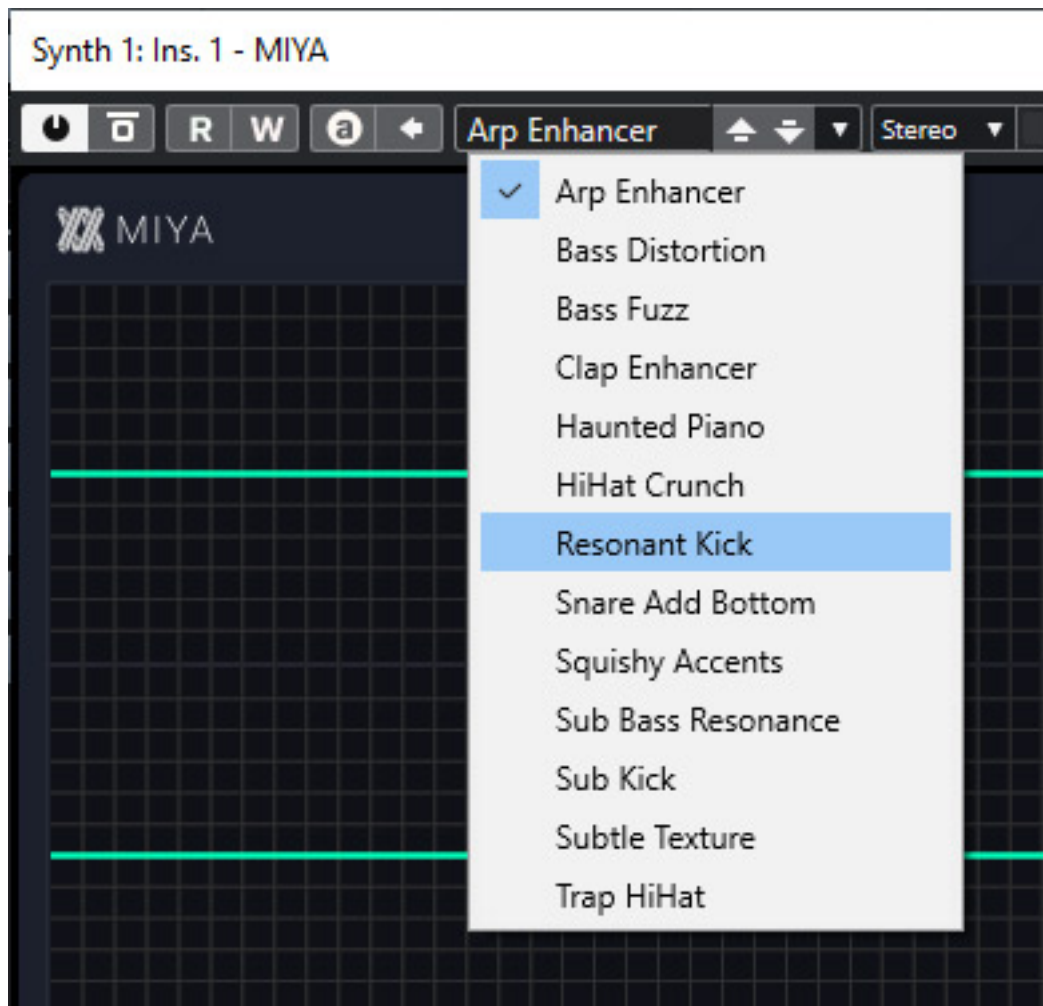 Synth 1: Ins. 1 - MIYA
R W a Arp Enhancer Stereo
MIYA
Arp Enhancer
Bass Distortion
Bass Fuzz
Clap Enhancer
Haunted Piano
HiHat Crunch
Resonant Kick
Snare Add Bottom
Squishy Accents
Sub Bass Resonance
Sub Kick
Subtle Texture
Trap HiHat